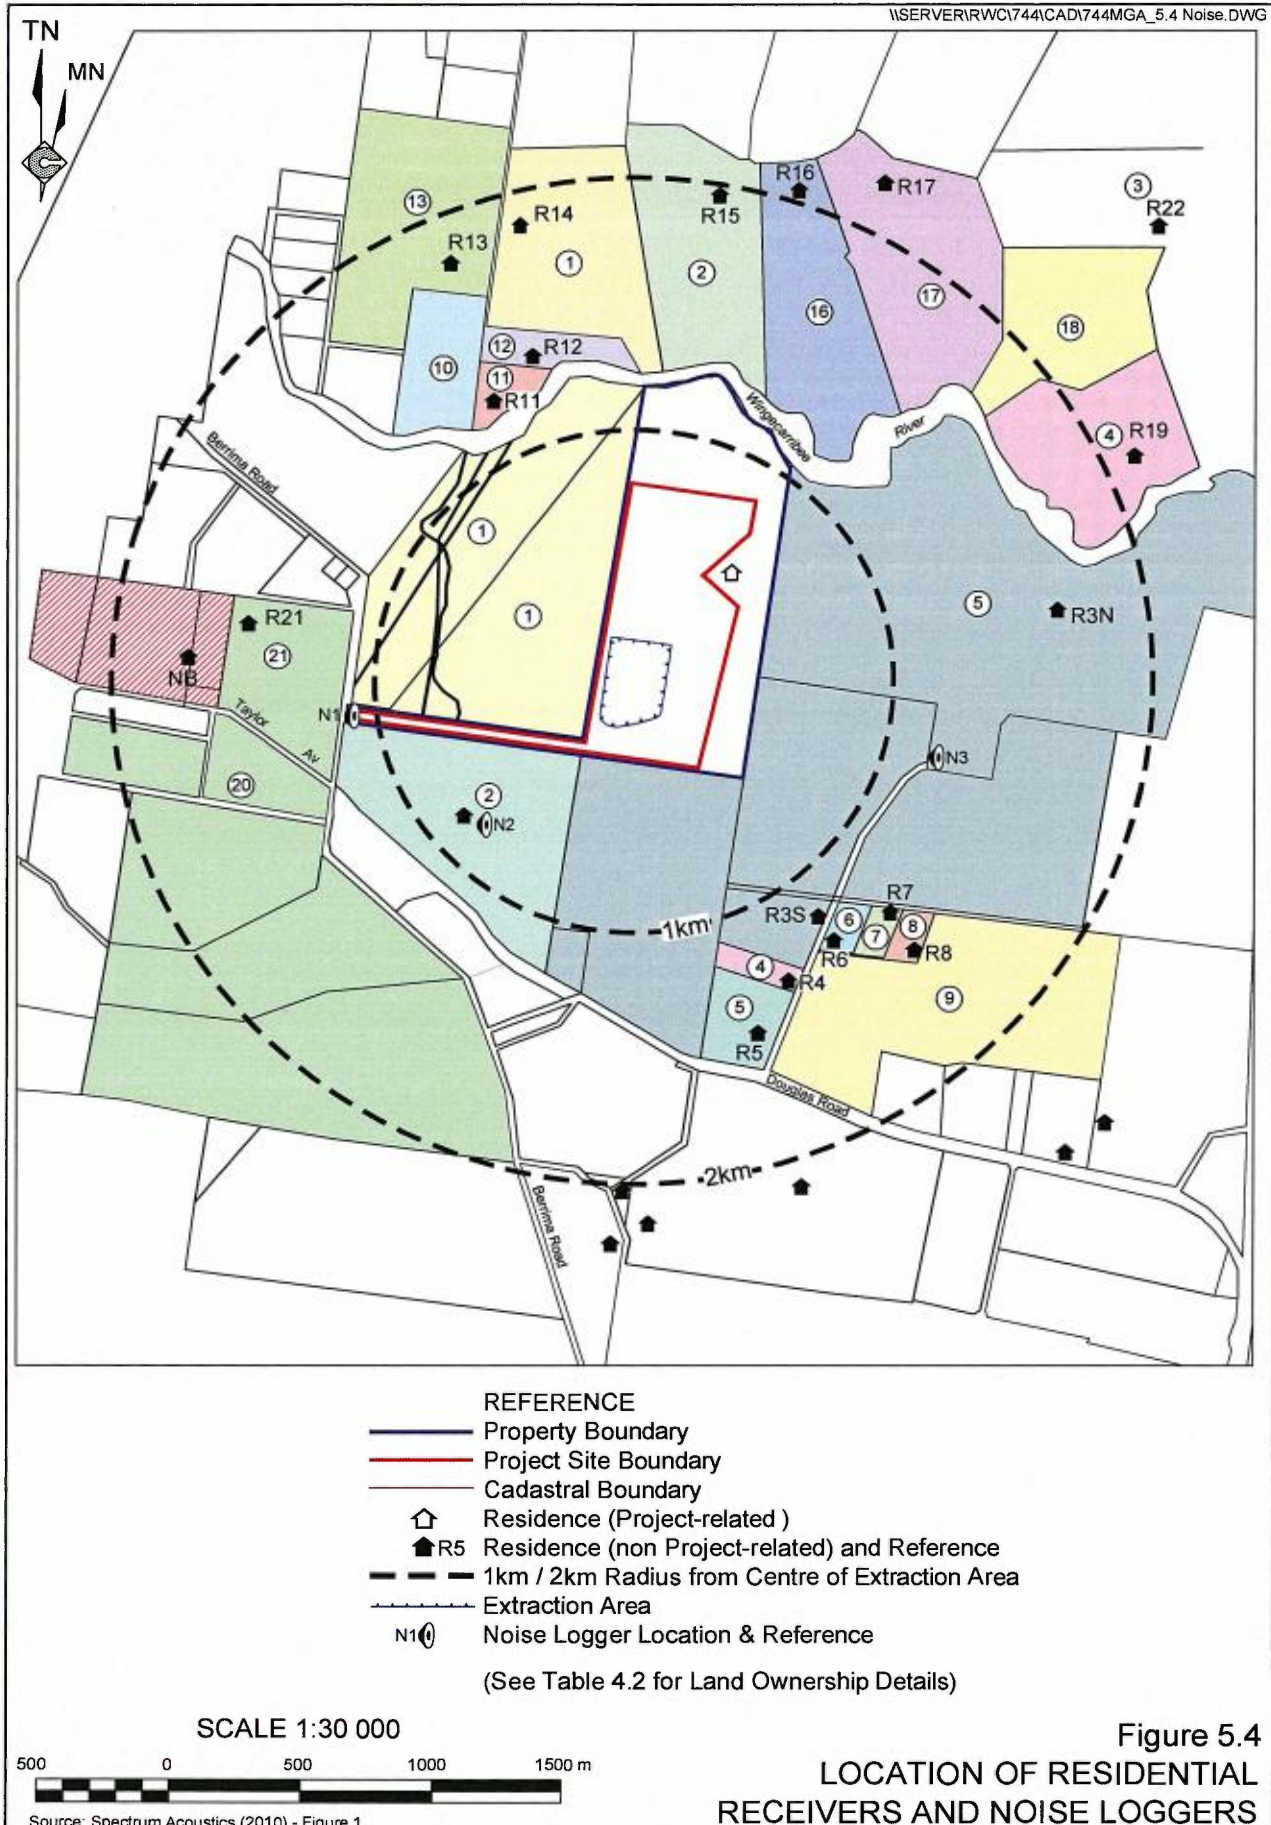 \\SERVER\RWC\744\CAD\744MGA_5.4 Noise.DWG
TN
MN
R16
R17
3
R22
13
R14
R15
R13
1
2
16
17
18
12
R12
10
11
R11
Wingecarribee
River
4
R19
Berrima Road
1
1
5
R3N
R21
21
NB
Taylor
Av
N1
N3
20
2
N2
R7
R3S
6
7
8
1km
R6
R8
4
R4
9
5
R5
Douglas Road
2km
Berrima Road
REFERENCE
Property Boundary
Project Site Boundary
Cadastral Boundary
Residence (Project-related )
R5 Residence (non Project-related) and Reference
1km / 2km Radius from Centre of Extraction Area
Extraction Area
N1 Noise Logger Location & Reference
(See Table 4.2 for Land Ownership Details)
SCALE 1:30 000
500 0 500 1000 1500 m
Source: Spectrum Acoustics (2010) - Figure 1
Figure 5.4
LOCATION OF RESIDENTIAL
RECEIVERS AND NOISE LOGGERS